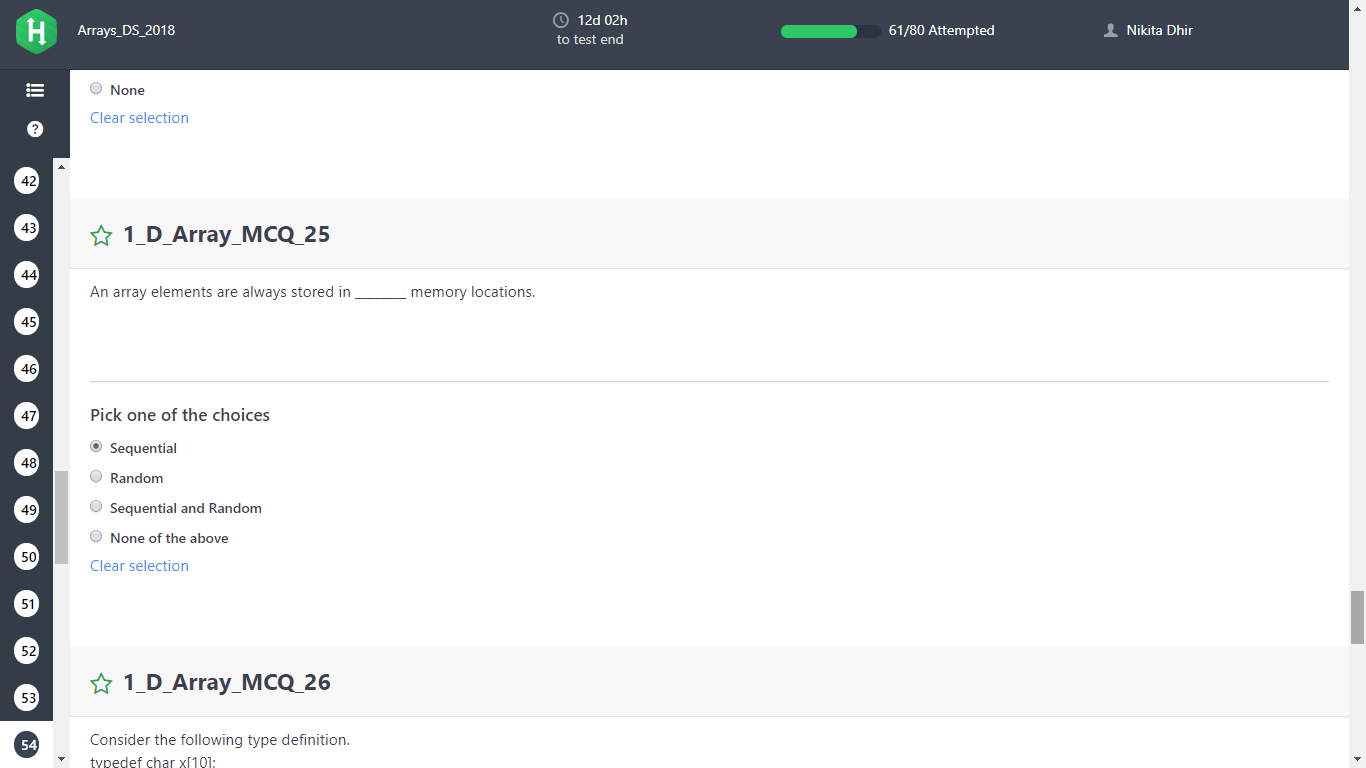 Arrays_DS_2018
12d 02h
to test end
61/80 Attempted
Nikita Dhir
None
Clear selection
42
43
44
45
46
47
48
49
50
51
52
53
54
1_D_Array_MCQ_25
An array elements are always stored in ________ memory locations.
Pick one of the choices
Sequential
Random
Sequential and Random
None of the above
Clear selection
1_D_Array_MCQ_26
Consider the following type definition.
typedef char x[10];